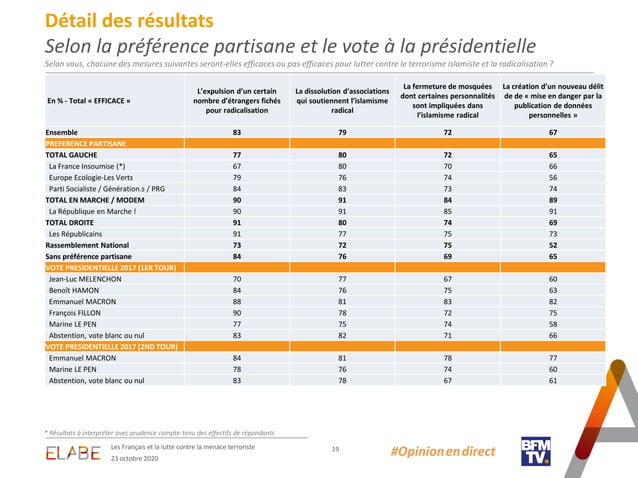 Détail des résultats
Selon la préférence partisane et le vote à la présidentielle
Selon vous, chacune des mesures suivantes seront-elles efficaces ou pas efficaces pour lutter contre le terrorisme islamiste et la radicalisation ?
En % - Total « EFFICACE » L’expulsion d’un certain nombre d’étrangers fichés pour radicalisation La dissolution d'associations qui soutiennent l’islamisme radical La fermeture de mosquées dont certaines personnalités sont impliquées dans l’islamisme radical La création d’un nouveau délit de de « mise en danger par la publication de données personnelles »
Ensemble 83 79 72 67
PREFERENCE PARTISANE
TOTAL GAUCHE 77 80 72 65
La France Insoumise (*) 67 80 70 66
Europe Ecologie-Les Verts 79 76 74 56
Parti Socialiste / Génération.s / PRG 84 83 73 74
TOTAL EN MARCHE / MODEM 90 91 84 89
La République en Marche ! 90 91 85 91
TOTAL DROITE 91 80 74 69
Les Républicains 91 77 75 73
Rassemblement National 73 72 75 52
Sans préférence partisane 84 76 69 65
VOTE PRESIDENTIELLE 2017 (1ER TOUR)
Jean-Luc MELENCHON 70 77 67 60
Benoît HAMON 84 76 75 63
Emmanuel MACRON 88 81 83 82
François FILLON 90 78 72 75
Marine LE PEN 77 75 74 58
Abstention, vote blanc ou nul 83 82 71 66
VOTE PRESIDENTIELLE 2017 (2ND TOUR)
Emmanuel MACRON 84 81 78 77
Marine LE PEN 78 76 74 60
Abstention, vote blanc ou nul 83 78 67 61
* Résultats à interpréter avec prudence compte-tenu des effectifs de répondants
ELABE
Les Français et la lutte contre la menace terroriste
23 octobre 2020
19
#Opinion en direct
BFM
TV.